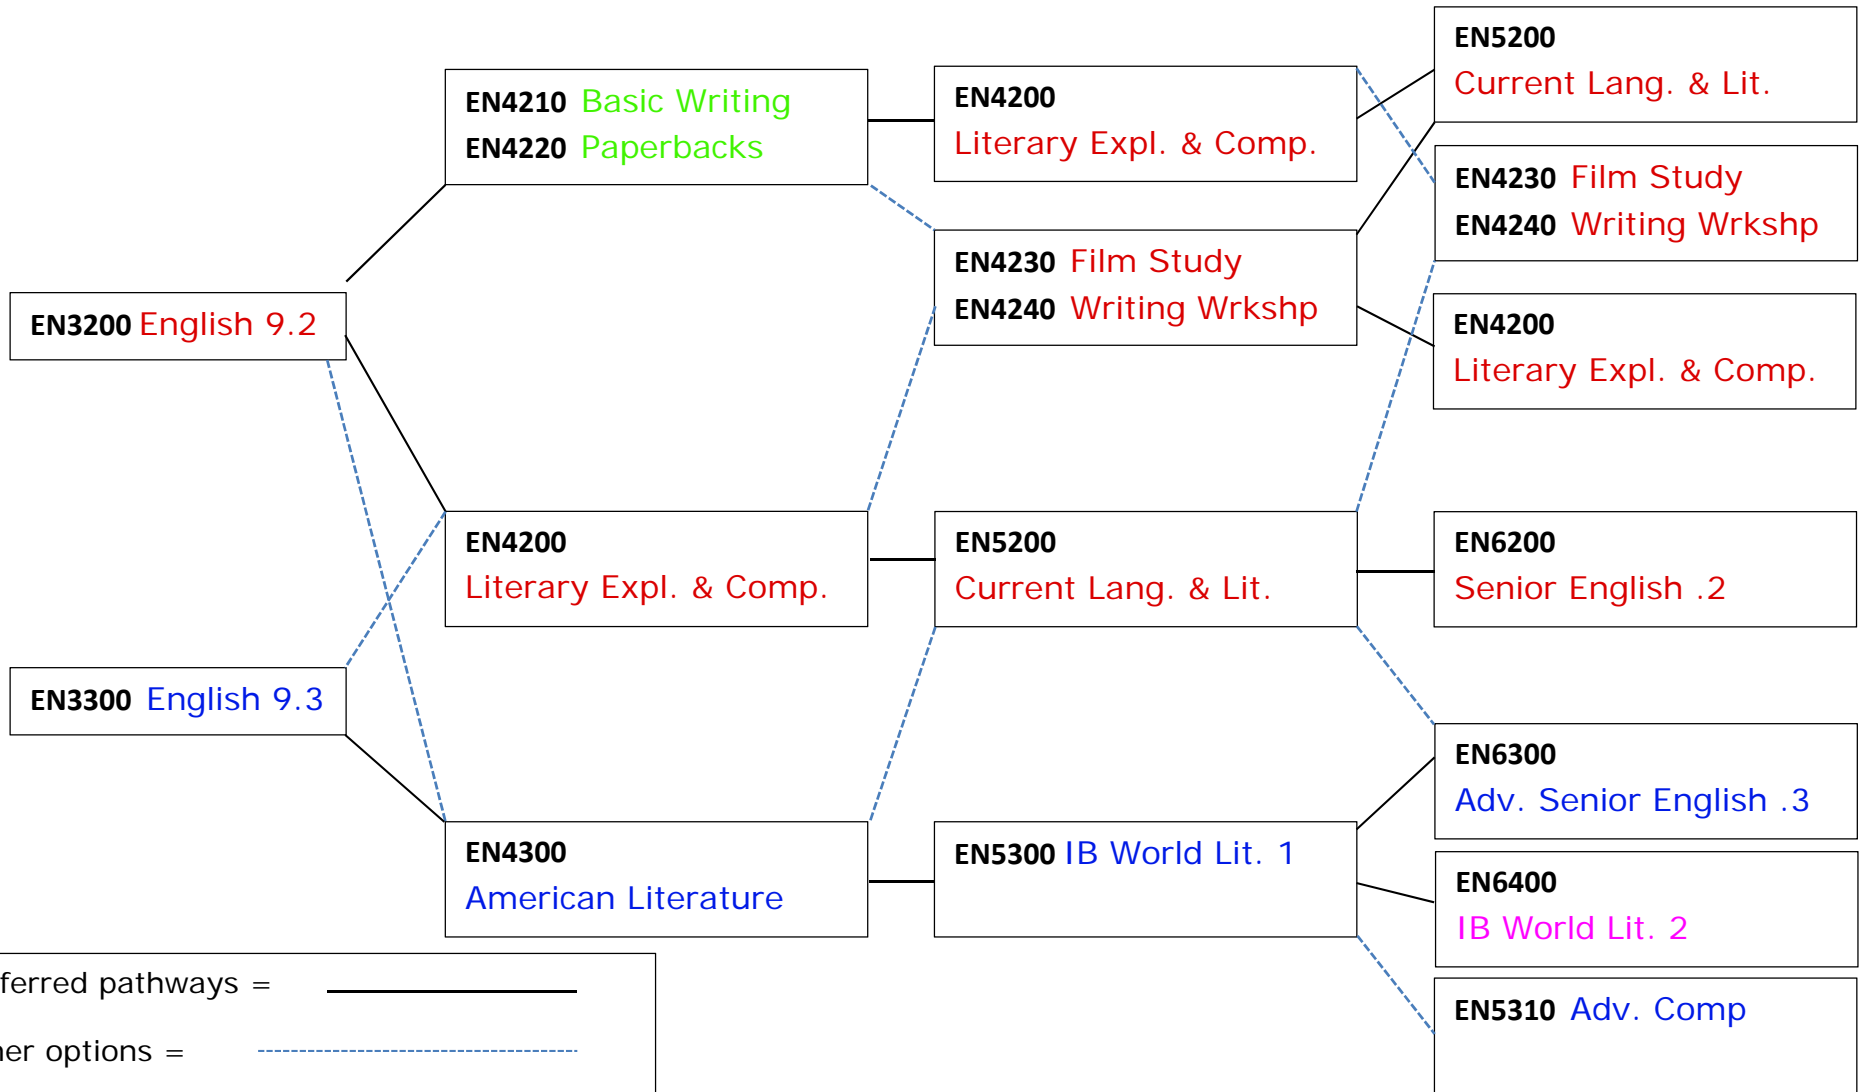 EN3200 English 9.2
EN3300 English 9.3
EN4210 Basic Writing
EN4220 Paperbacks
EN4200
Literary Expl. & Comp.
EN4300
American Literature
EN4200
Literary Expl. & Comp.
EN4230 Film Study
EN4240 Writing Wrkshp
EN5200
Current Lang. & Lit.
EN5300 IB World Lit. 1
EN5200
Current Lang. & Lit.
EN4230 Film Study
EN4240 Writing Wrkshp
EN4200
Literary Expl. & Comp.
EN6200
Senior English .2
EN6300
Adv. Senior English .3
EN6400
IB World Lit. 2
EN5310 Adv. Comp
ferred pathways =
ner options =